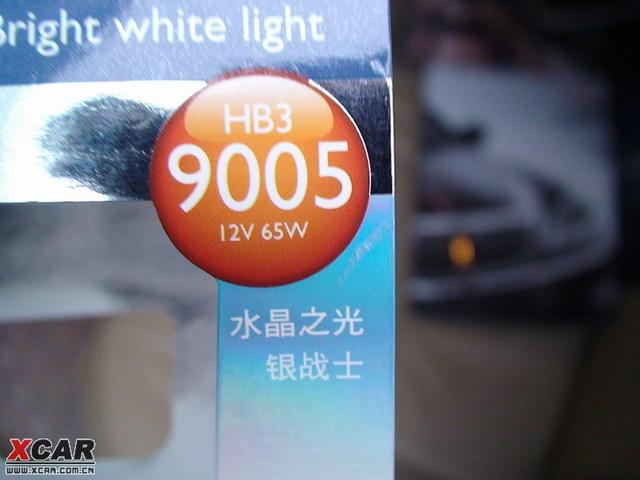 Bright white light
HB3
9005
12V 65W
水晶之光
银战士
XCAR
www.xcar.com.cn